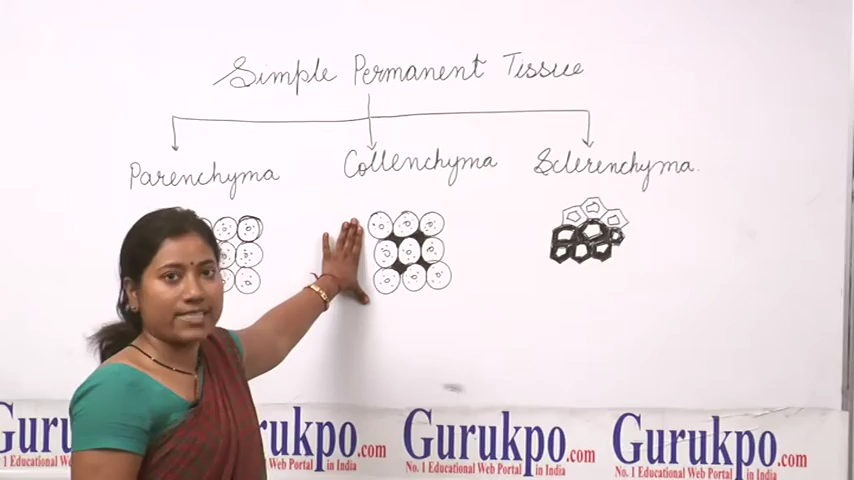 Simple Permanent Tissue
Parenchyma Collenchyma Sclerenchyma.
Gurukpo Gurukpo.com Gurukpo.com Gurukpo.com
1 Educational Web Portal in India No. 1 Educational Web Portal in India No. 1 Educational Web Portal in India